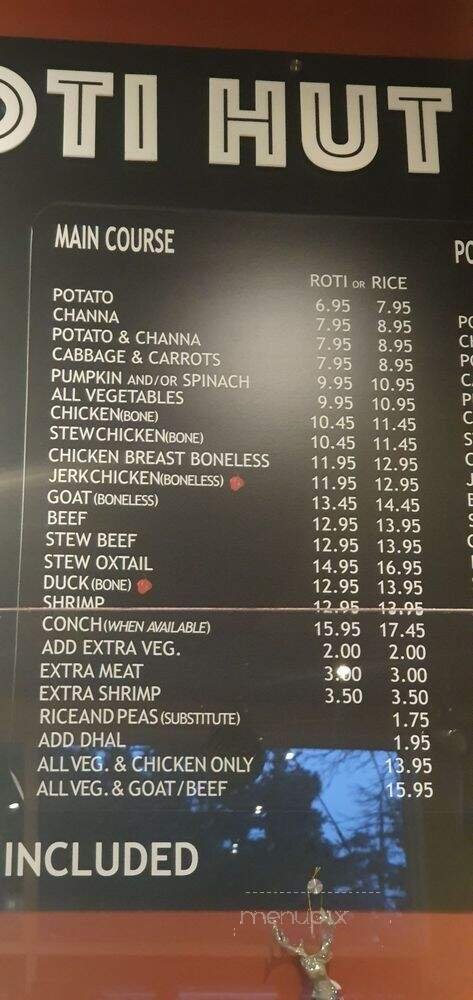 OTI HUT
MAIN COURSE
ROTI OR RICE
POTATO 6.95 7.95
CHANNA 7.95 8.95
POTATO & CHANNA 7.95 8.95
CABBAGE & CARROTS 7.95 8.95
PUMPKIN AND/OR SPINACH 9.95 10.95
ALL VEGETABLES 9.95 10.95
CHICKEN(BONE) 10.45 11.45
STEWCHICKEN(BONE) 10.45 11.45
CHICKEN BREAST BONELESS 11.95 12.95
JERKCHICKEN(BONELESS) 11.95 12.95
GOAT (BONELESS) 13.45 14.45
BEEF 12.95 13.95
STEW BEEF 12.95 13.95
STEW OXTAIL 14.95 16.95
DUCK (BONE) 12.95 13.95
SHRIMP 12.95 13.95
CONCH(WHEN AVAILABLE) 15.95 17.45
ADD EXTRA VEG. 2.00 2.00
EXTRA MEAT 3.00 3.00
EXTRA SHRIMP 3.50 3.50
RICEAND PEAS (SUBSTITUTE) 1.75
ADD DHAL 1.95
ALL VEG. & CHICKEN ONLY 13.95
ALL VEG. & GOAT/BEEF 15.95
INCLUDED
menupix